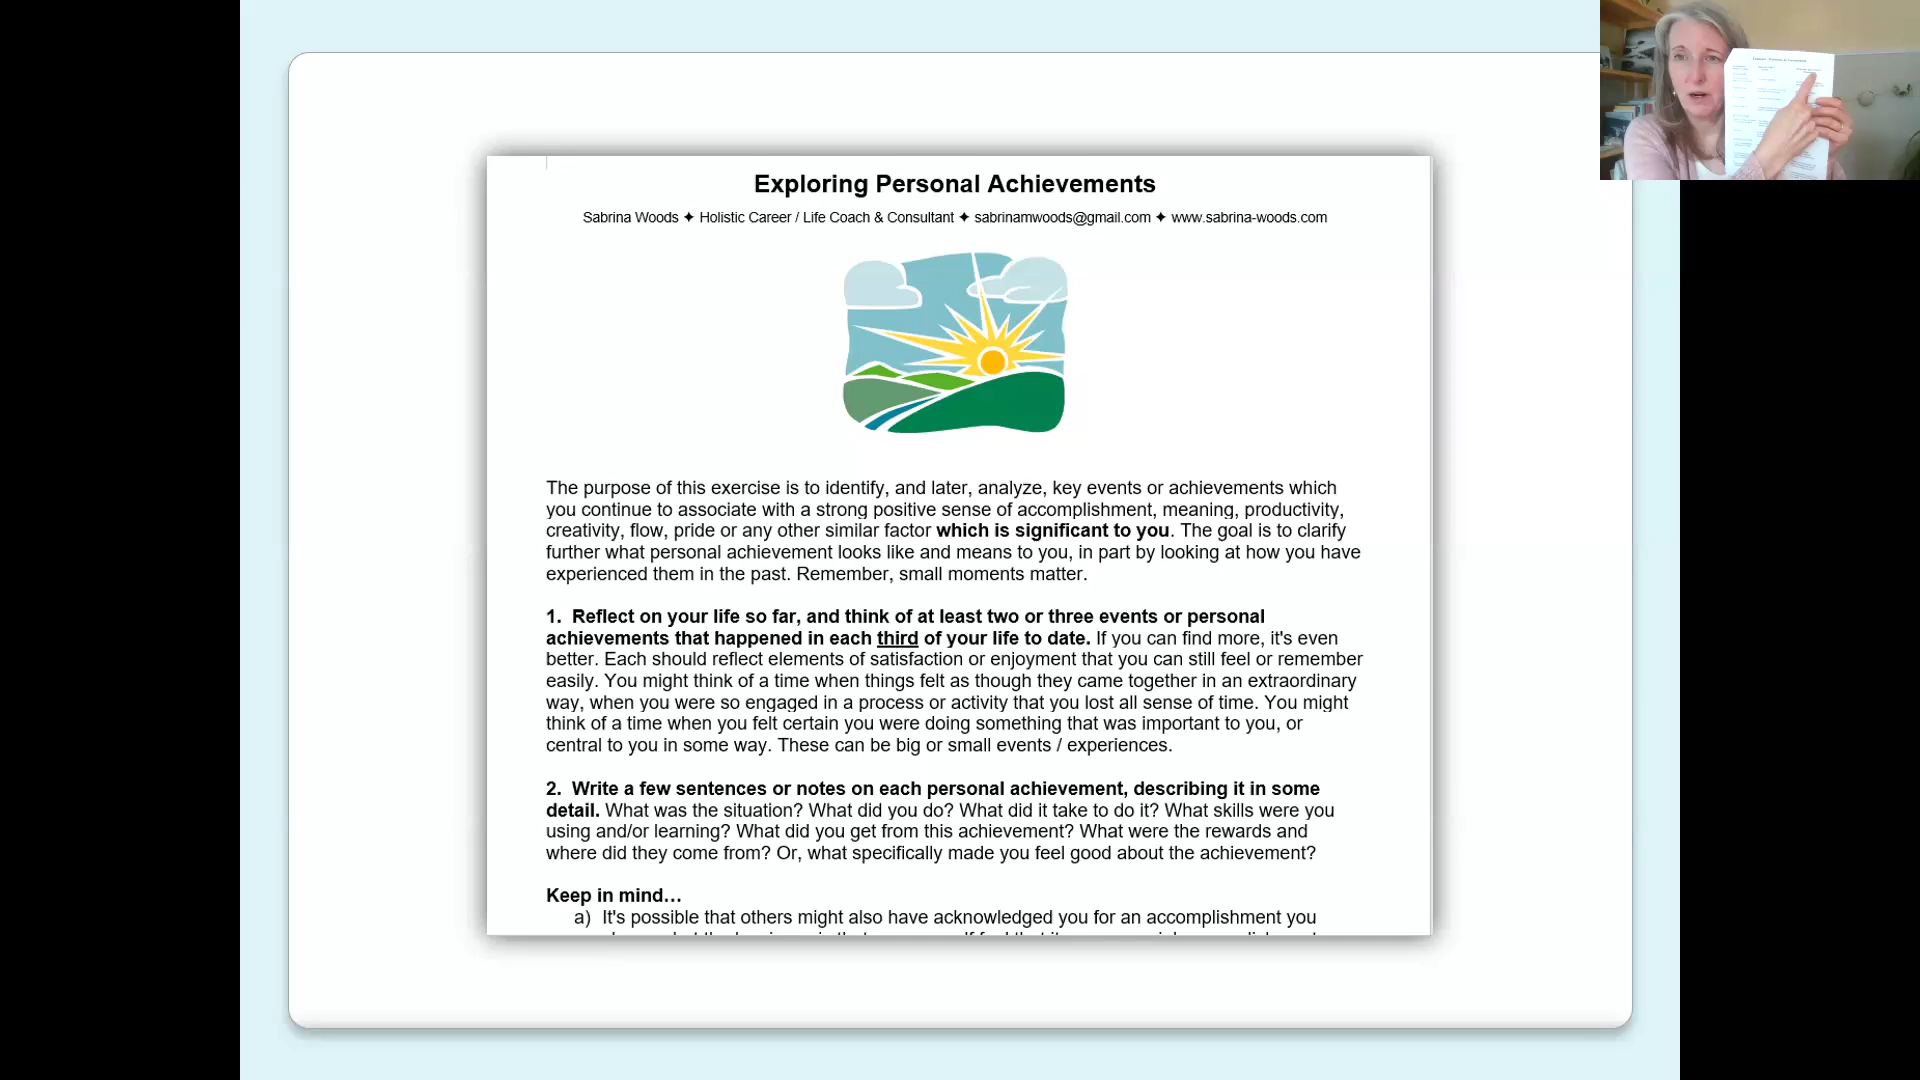 Exploring Personal Achievements
Sabrina Woods ✦ Holistic Career / Life Coach & Consultant ✦ sabrinamwoods@gmail.com ✦ www.sabrina-woods.com
The purpose of this exercise is to identify, and later, analyze, key events or achievements which
you continue to associate with a strong positive sense of accomplishment, meaning, productivity,
creativity, flow, pride or any other similar factor which is significant to you. The goal is to clarify
further what personal achievement looks like and means to you, in part by looking at how you have
experienced them in the past. Remember, small moments matter.
1. Reflect on your life so far, and think of at least two or three events or personal
achievements that happened in each third of your life to date. If you can find more, it's even
better. Each should reflect elements of satisfaction or enjoyment that you can still feel or remember
easily. You might think of a time when things felt as though they came together in an extraordinary
way, when you were so engaged in a process or activity that you lost all sense of time. You might
think of a time when you felt certain you were doing something that was important to you, or
central to you in some way. These can be big or small events / experiences.
2. Write a few sentences or notes on each personal achievement, describing it in some
detail. What was the situation? What did you do? What did it take to do it? What skills were you
using and/or learning? What did you get from this achievement? What were the rewards and
where did they come from? Or, what specifically made you feel good about the achievement?
Keep in mind…
a) It's possible that others might also have acknowledged you for an accomplishment you